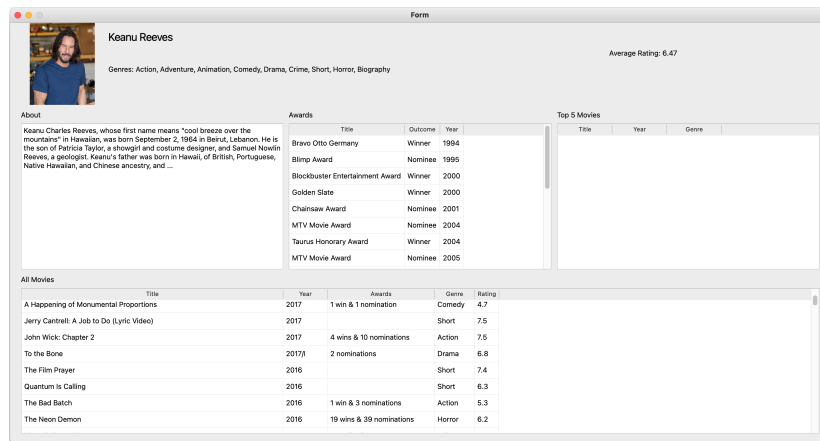 Form
Keanu Reeves
Average Rating: 6.47
Genres: Action, Adventure, Animation, Comedy, Drama, Crime, Short, Horror, Biography
About
Keanu Charles Reeves, whose first name means "cool breeze over the
mountains" in Hawaiian, was born September 2, 1964 in Beirut, Lebanon. He is
the son of Patricia Taylor, a showgirl and costume designer, and Samuel Nowlin
Reeves, a geologist. Keanu's father was born in Hawaii, of British, Portuguese,
Native Hawaiian, and Chinese ancestry, and ...
Awards
Title Outcome Year
Bravo Otto Germany Winner 1994
Blimp Award Nominee 1995
Blockbuster Entertainment Award Winner 2000
Golden Slate Winner 2000
Chainsaw Award Nominee 2001
MTV Movie Award Nominee 2004
Taurus Honorary Award Winner 2004
MTV Movie Award Nominee 2005
Top 5 Movies
Title Year Genre
All Movies
Title Year Awards Genre Rating
A Happening of Monumental Proportions 2017 1 win & 1 nomination Comedy 4.7
Jerry Cantrell: A Job to Do (Lyric Video) 2017 Short 7.5
John Wick: Chapter 2 2017 4 wins & 10 nominations Action 7.5
To the Bone 2017/I 2 nominations Drama 6.8
The Film Prayer 2016 Short 7.4
Quantum Is Calling 2016 Short 6.3
The Bad Batch 2016 1 win & 3 nominations Action 5.3
The Neon Demon 2016 19 wins & 39 nominations Horror 6.2